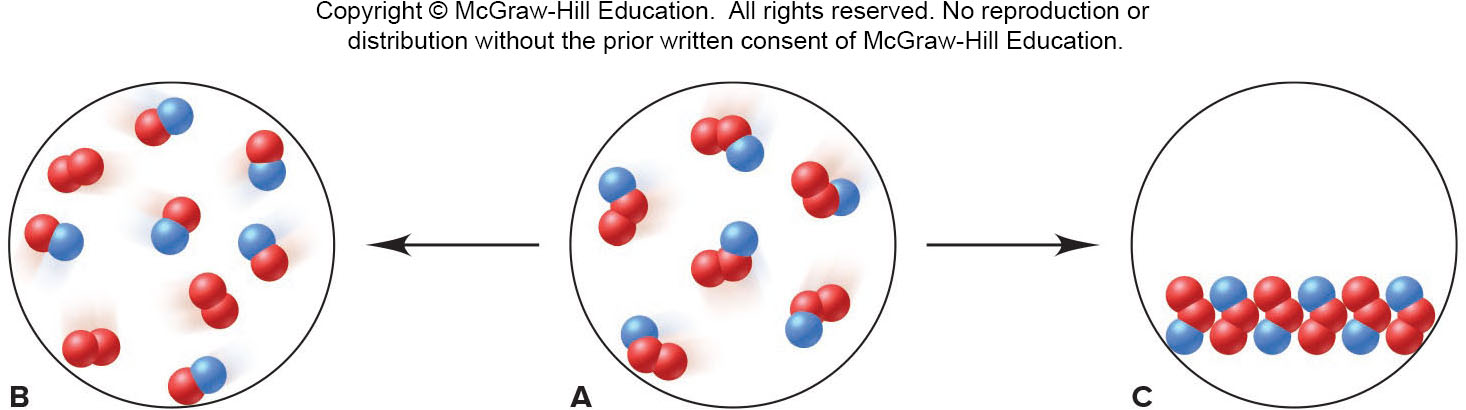 Copyright © McGraw-Hill Education.  All rights reserved. No reproduction or
distribution without the prior written consent of McGraw-Hill Education.
B
A
C